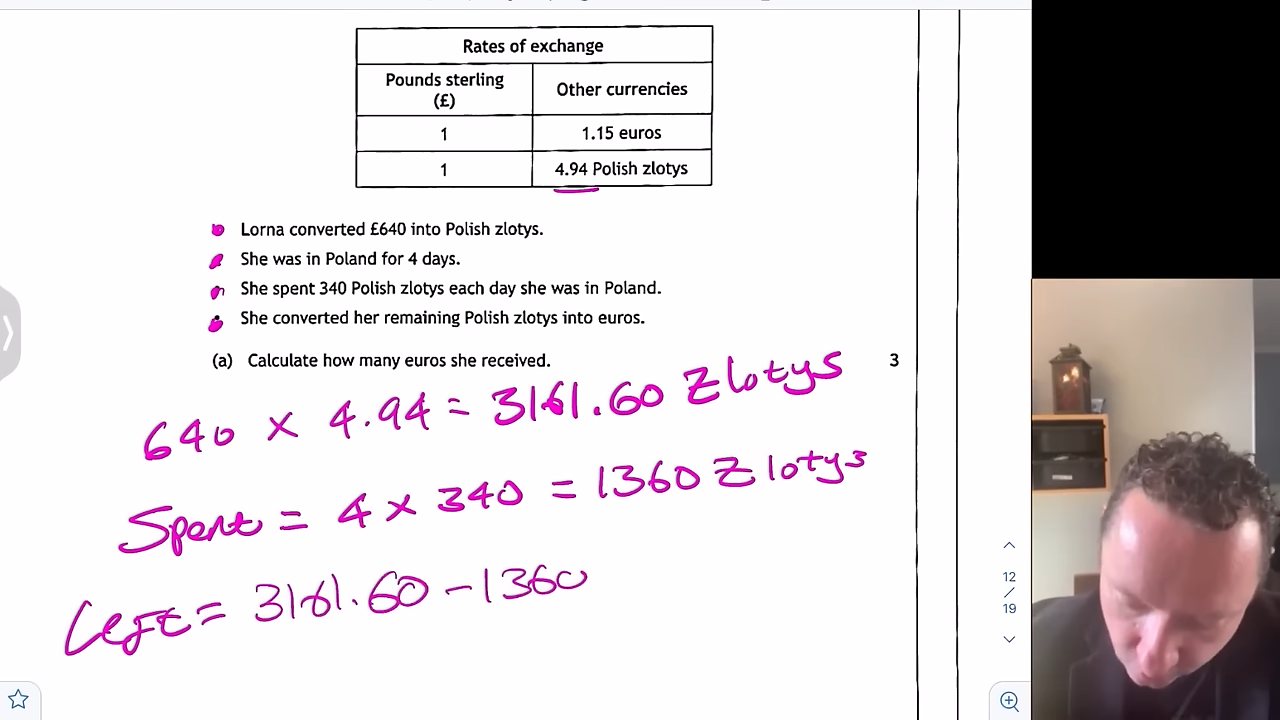 Rates of exchange
Pounds sterling (£)
Other currencies
1
1.15 euros
1
4.94 Polish zlotys
Lorna converted £640 into Polish zlotys.
She was in Poland for 4 days.
She spent 340 Polish zlotys each day she was in Poland.
She converted her remaining Polish zlotys into euros.
(a) Calculate how many euros she received.
3
640 × 4.94 = 3161.60 Zlotys
Spent = 4 × 340 = 1360 Zlotys
Left = 3161.60 - 1360
12
/
19